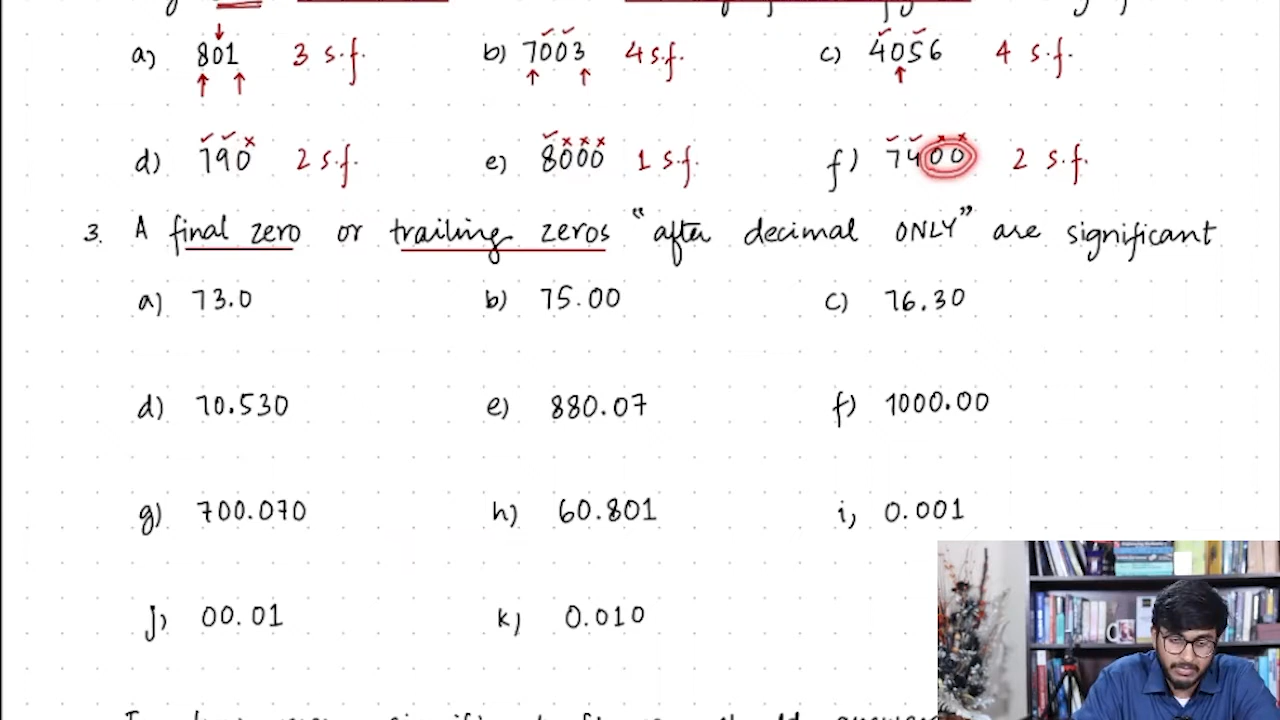 a) 801 3 s.f. b) 7003 4 s.f. c) 4056 4 s.f.
d) 790 2 s.f. e) 8000 1 s.f. f) 7400 2 s.f.
3. A final zero or trailing zeros "after decimal ONLY" are significant
a) 73.0 b) 75.00 c) 76.30
d) 70.530 e) 880.07 f) 1000.00
g) 700.070 h) 60.801 i) 0.001
j) 00.01 k) 0.010